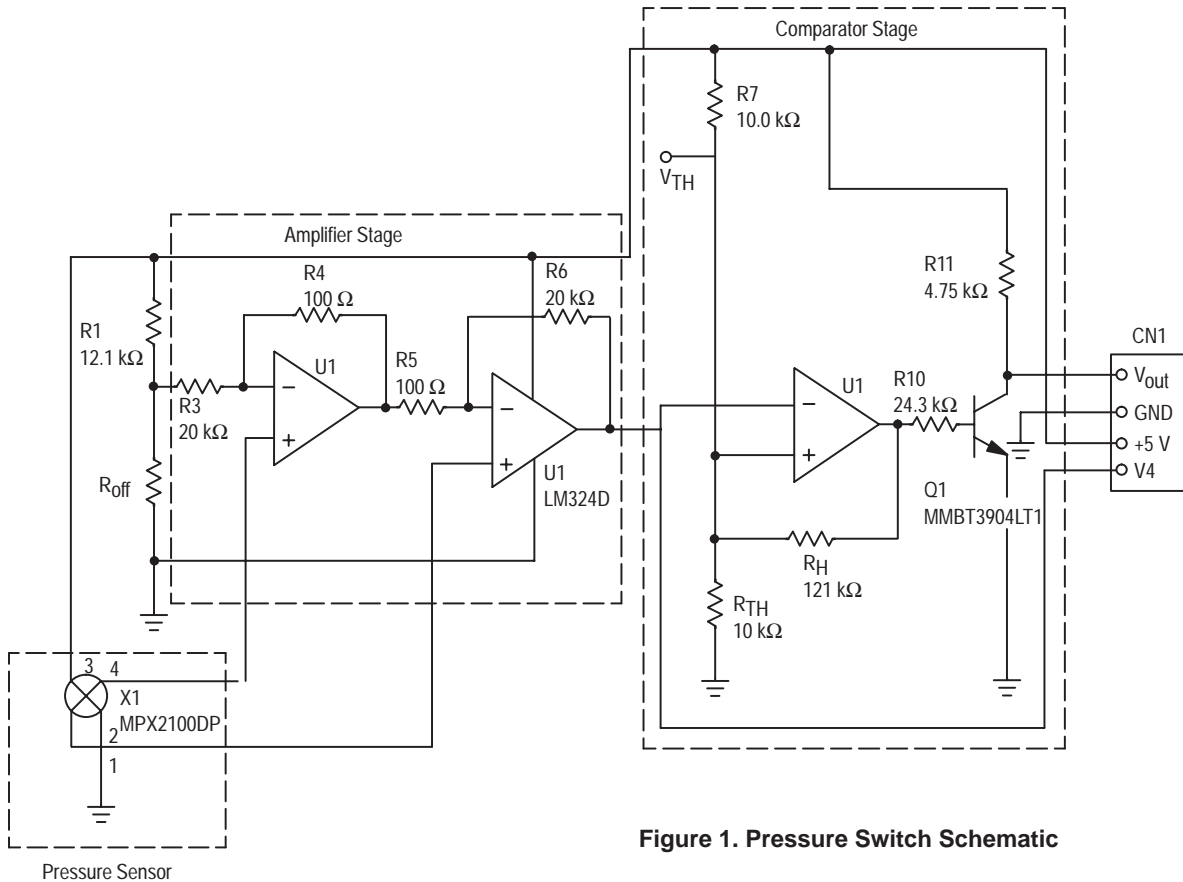 Comparator Stage
R7
10.0 kΩ
VTH
Amplifier Stage
R4
100 Ω
R6
20 kΩ
R11
4.75 kΩ
R1
12.1 kΩ
U1
R5
100 Ω
U1
R10
24.3 kΩ
CN1
Vout
GND
+5 V
V4
R3
20 kΩ
Roff
U1
LM324D
Q1
MMBT3904LT1
RH
121 kΩ
RTH
10 kΩ
3
4
X1
MPX2100DP
2
1
Pressure Sensor
Figure 1. Pressure Switch Schematic